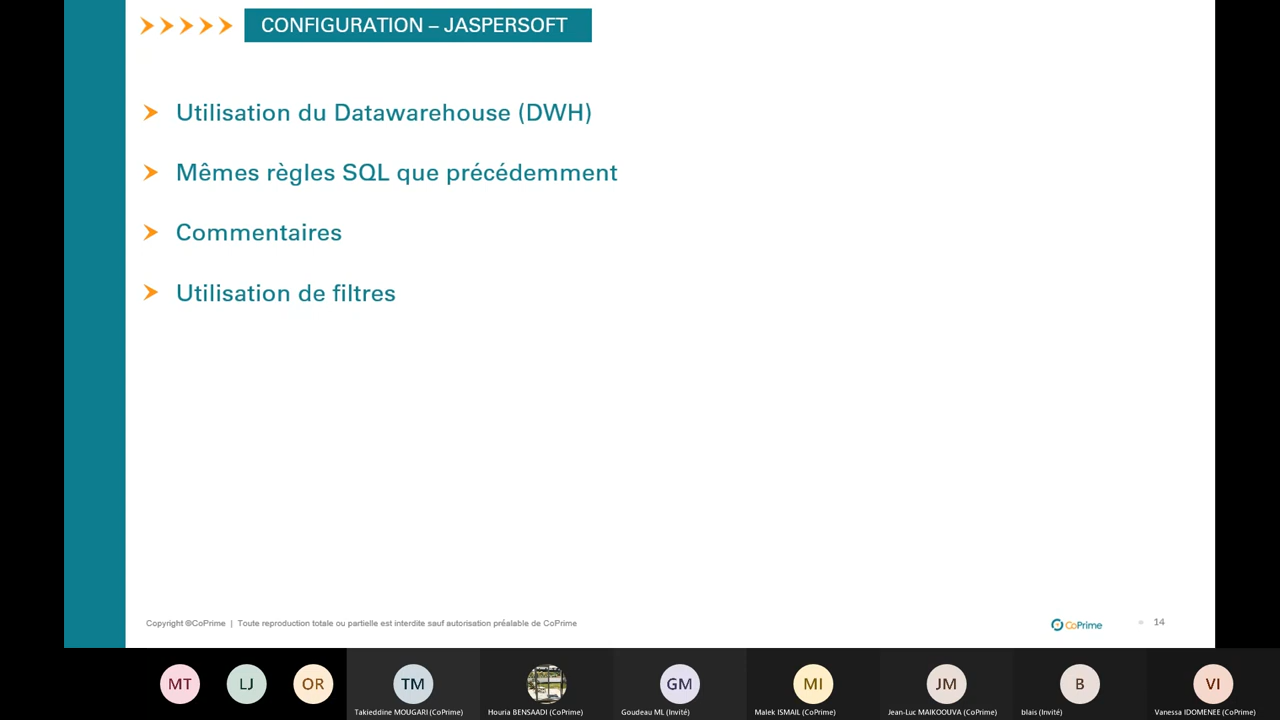 CONFIGURATION – JASPERSOFT
Utilisation du Datawarehouse (DWH)
Mêmes règles SQL que précédemment
Commentaires
Utilisation de filtres
Copyright ©CoPrime | Toute reproduction totale ou partielle est interdite sauf autorisation préalable de CoPrime
CoPrime
14
MT LJ OR TM GM MI JM B VI
Takieddine MOUGARI (CoPrime) Houria BENSAADI (CoPrime) Goudeau ML (Invité) Malek ISMAIL (CoPrime) Jean-Luc MAIKOOUVA (CoPrime) blais (Invité) Vanessa IDOMENEE (CoPrime)